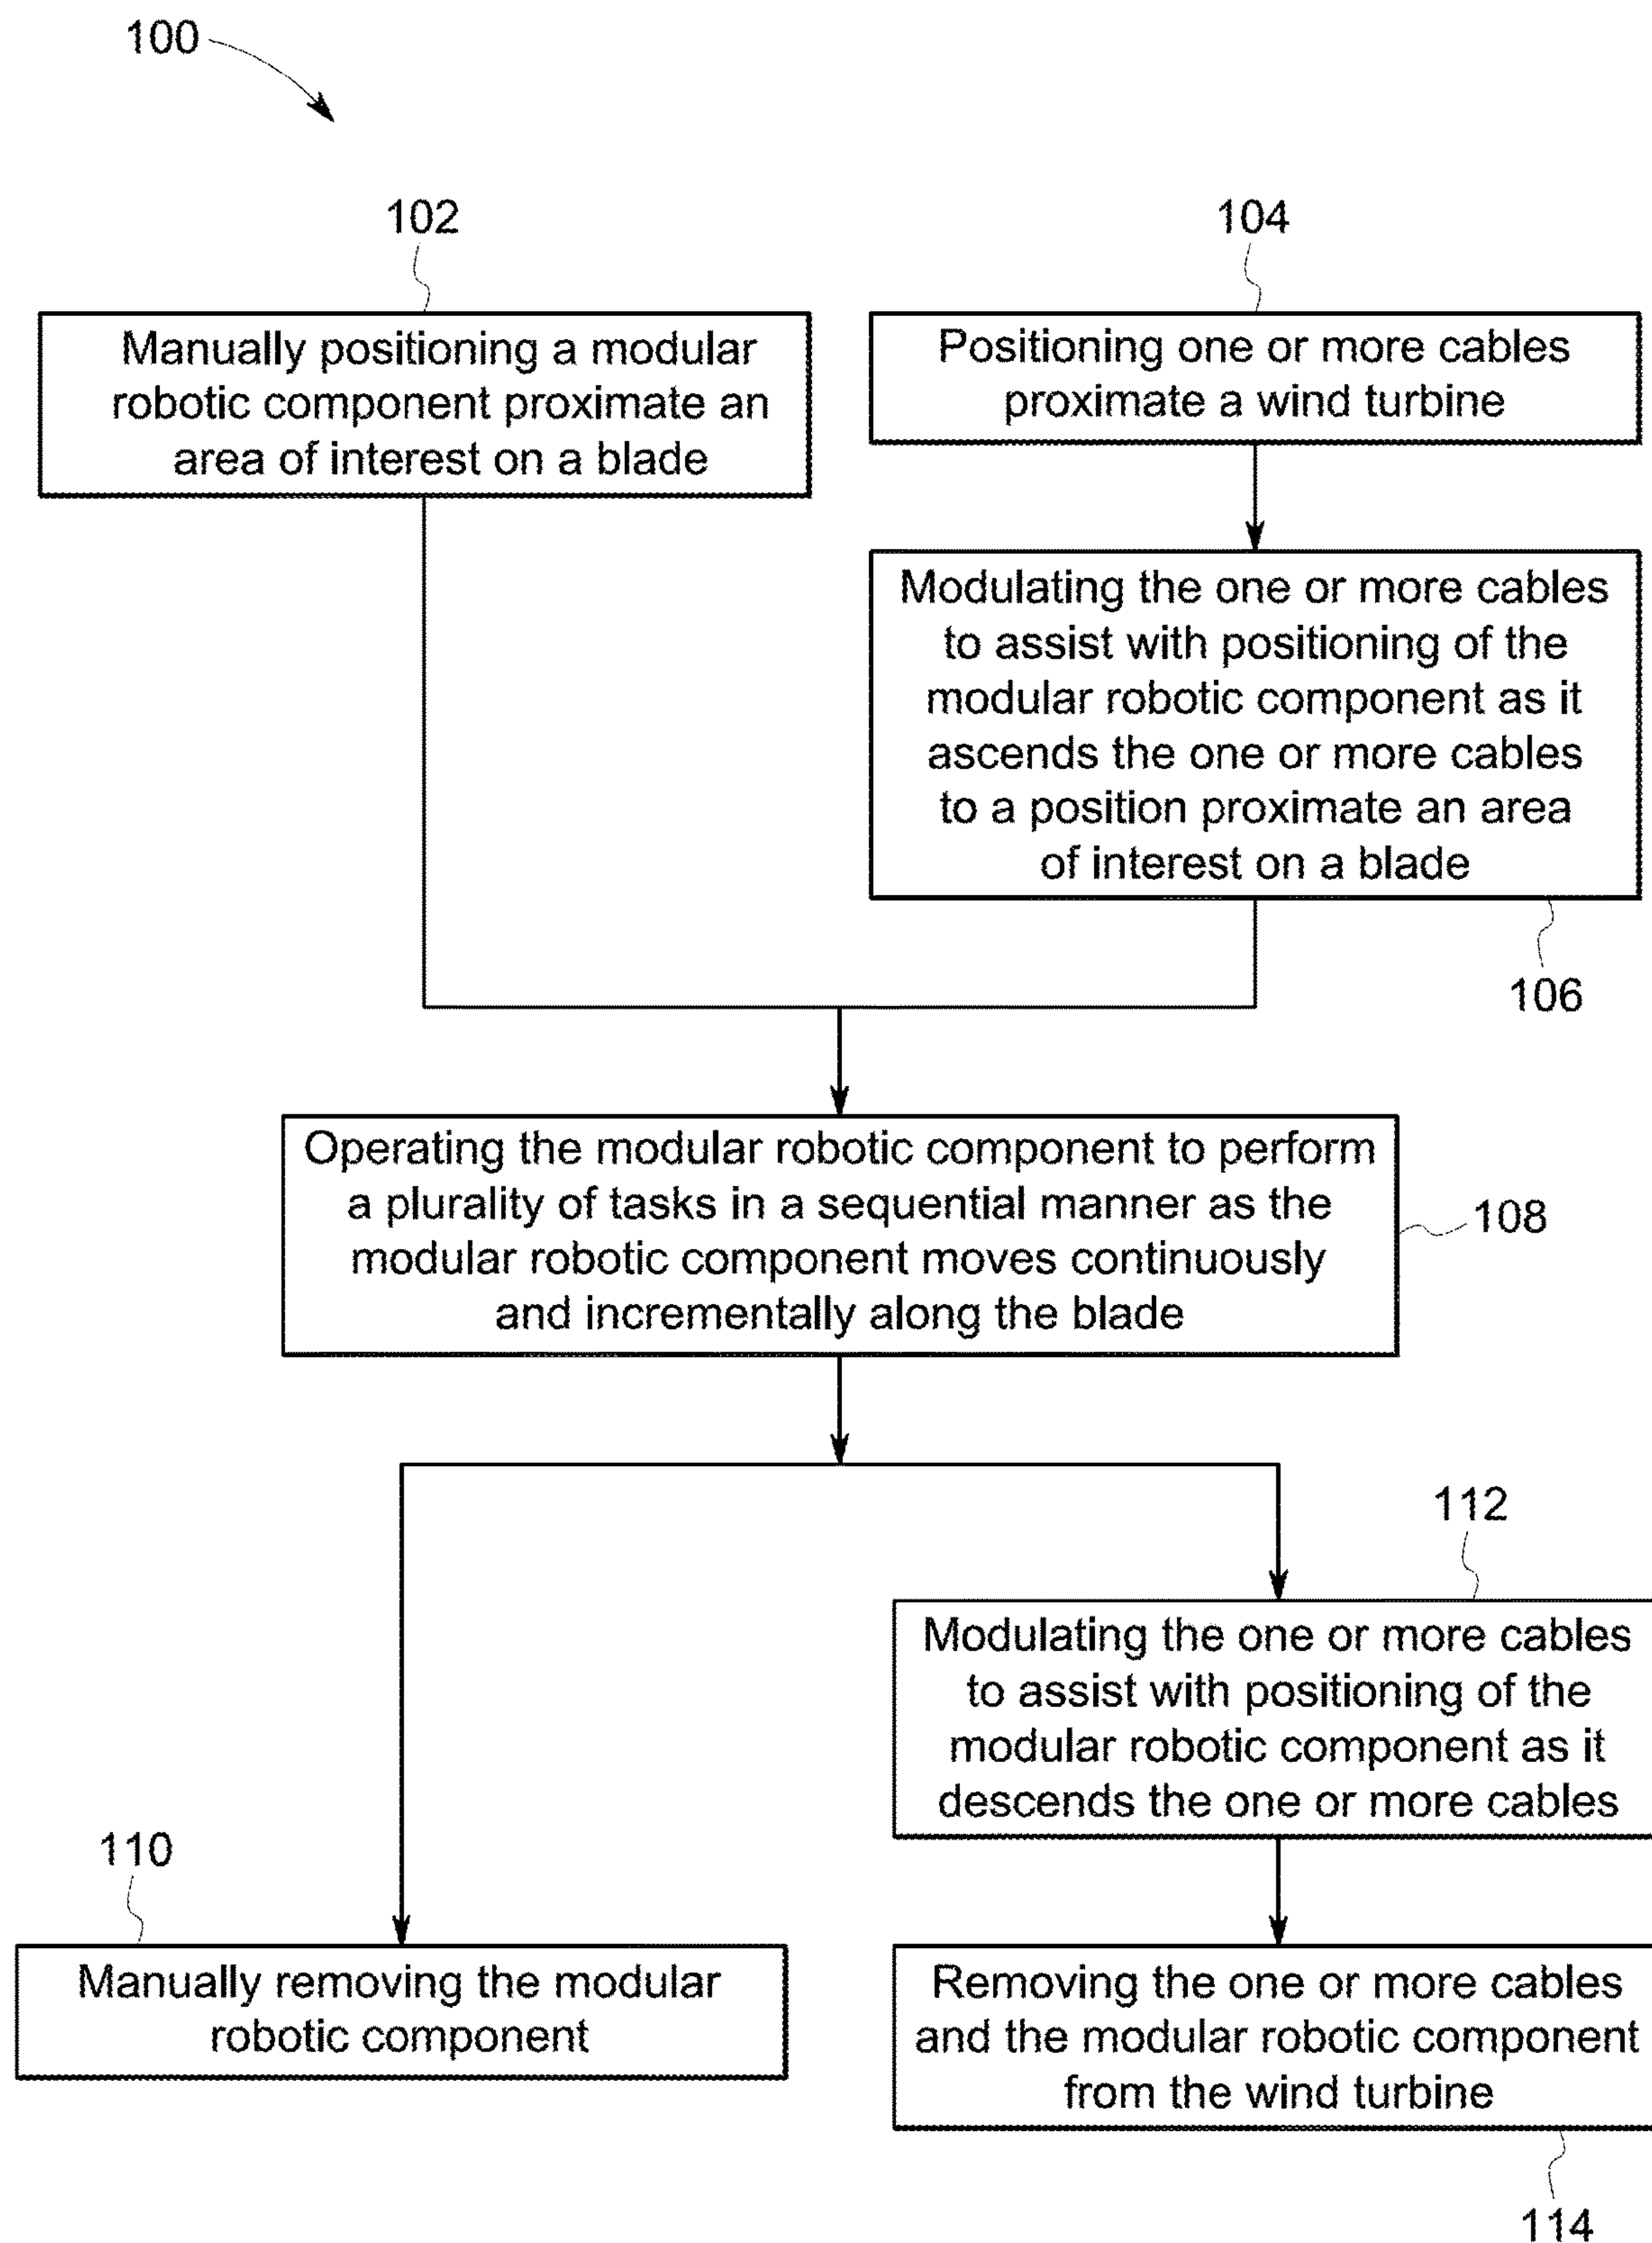 100
102
Manually positioning a modular
robotic component proximate an
area of interest on a blade
104
Positioning one or more cables
proximate a wind turbine
Modulating the one or more cables
to assist with positioning of the
modular robotic component as it
ascends the one or more cables
to a position proximate an area
of interest on a blade
106
Operating the modular robotic component to perform
a plurality of tasks in a sequential manner as the
modular robotic component moves continuously
and incrementally along the blade
108
112
Modulating the one or more cables
to assist with positioning of the
modular robotic component as it
descends the one or more cables
110
Manually removing the modular
robotic component
Removing the one or more cables
and the modular robotic component
from the wind turbine
114